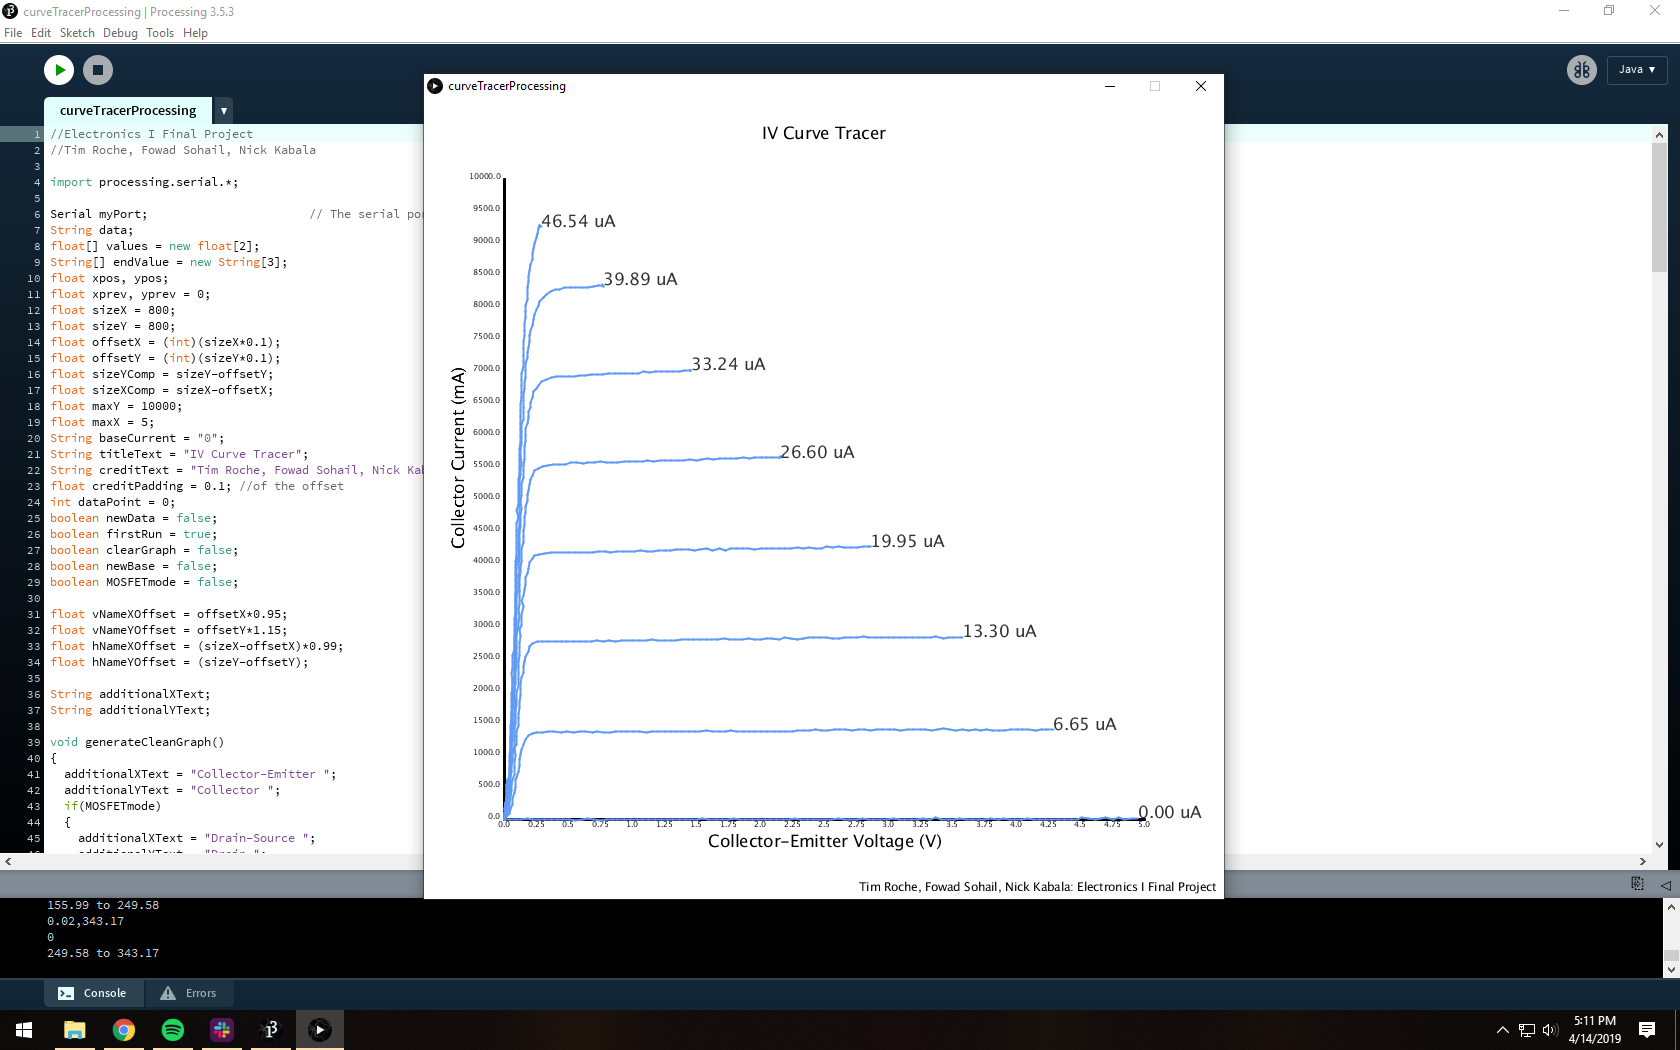 curveTracerProcessing | Processing 3.5.3
File Edit Sketch Debug Tools Help
Java ▾
curveTracerProcessing ▾
1 //Electronics I Final Project
2 //Tim Roche, Fowad Sohail, Nick Kabala
3
4 import processing.serial.*;
5
6 Serial myPort; // The serial por
7 String data;
8 float[] values = new float[2];
9 String[] endValue = new String[3];
10 float xpos, ypos;
11 float xprev, yprev = 0;
12 float sizeX = 800;
13 float sizeY = 800;
14 float offsetX = (int)(sizeX*0.1);
15 float offsetY = (int)(sizeY*0.1);
16 float sizeYComp = sizeY-offsetY;
17 float sizeXComp = sizeX-offsetX;
18 float maxY = 10000;
19 float maxX = 5;
20 String baseCurrent = "0";
21 String titleText = "IV Curve Tracer";
22 String creditText = "Tim Roche, Fowad Sohail, Nick Kab
23 float creditPadding = 0.1; //of the offset
24 int dataPoint = 0;
25 boolean newData = false;
26 boolean firstRun = true;
27 boolean clearGraph = false;
28 boolean newBase = false;
29 boolean MOSFETmode = false;
30
31 float vNameXOffset = offsetX*0.95;
32 float vNameYOffset = offsetY*1.15;
33 float hNameXOffset = (sizeX-offsetX)*0.99;
34 float hNameYOffset = (sizeY-offsetY);
35
36 String additionalXText;
37 String additionalYText;
38
39 void generateCleanGraph()
40 {
41 additionalXText = "Collector-Emitter ";
42 additionalYText = "Collector ";
43 if(MOSFETmode)
44 {
45 additionalXText = "Drain-Source ";
curveTracerProcessing
IV Curve Tracer
10000.0
9500.0
9000.0
8500.0
8000.0
7500.0
7000.0
6500.0
6000.0
5500.0
5000.0
4500.0
4000.0
3500.0
3000.0
2500.0
2000.0
1500.0
1000.0
500.0
0.0
Collector Current (mA)
46.54 uA
39.89 uA
33.24 uA
26.60 uA
19.95 uA
13.30 uA
6.65 uA
0.00 uA
0.0 0.25 0.5 0.75 1.0 1.25 1.5 1.75 2.0 2.25 2.5 2.75 3.0 3.25 3.5 3.75 4.0 4.25 4.5 4.75 5.0
Collector-Emitter Voltage (V)
Tim Roche, Fowad Sohail, Nick Kabala: Electronics I Final Project
155.99 to 249.58
0.02,343.17
0
249.58 to 343.17
Console Errors
5:11 PM
4/14/2019